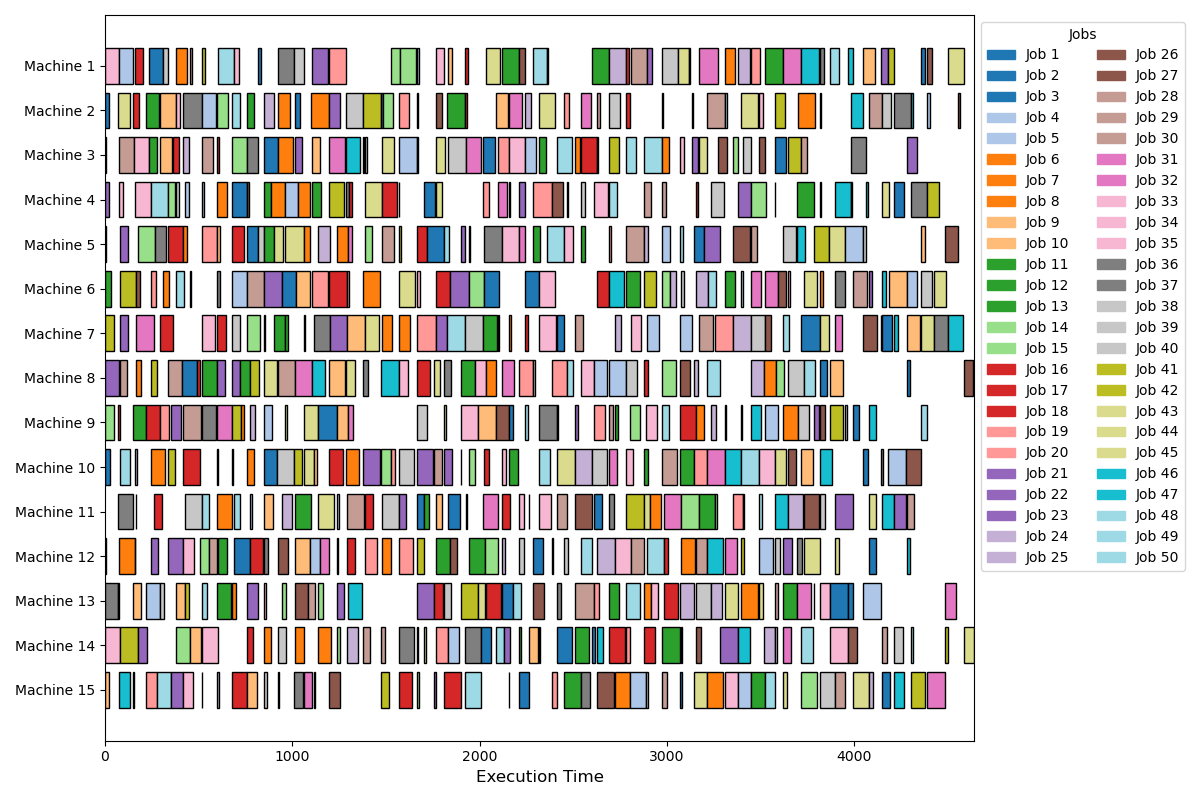 Machine 1
Machine 2
Machine 3
Machine 4
Machine 5
Machine 6
Machine 7
Machine 8
Machine 9
Machine 10
Machine 11
Machine 12
Machine 13
Machine 14
Machine 15
0 1000 2000 3000 4000
Execution Time
Jobs
Job 1
Job 2
Job 3
Job 4
Job 5
Job 6
Job 7
Job 8
Job 9
Job 10
Job 11
Job 12
Job 13
Job 14
Job 15
Job 16
Job 17
Job 18
Job 19
Job 20
Job 21
Job 22
Job 23
Job 24
Job 25
Job 26
Job 27
Job 28
Job 29
Job 30
Job 31
Job 32
Job 33
Job 34
Job 35
Job 36
Job 37
Job 38
Job 39
Job 40
Job 41
Job 42
Job 43
Job 44
Job 45
Job 46
Job 47
Job 48
Job 49
Job 50